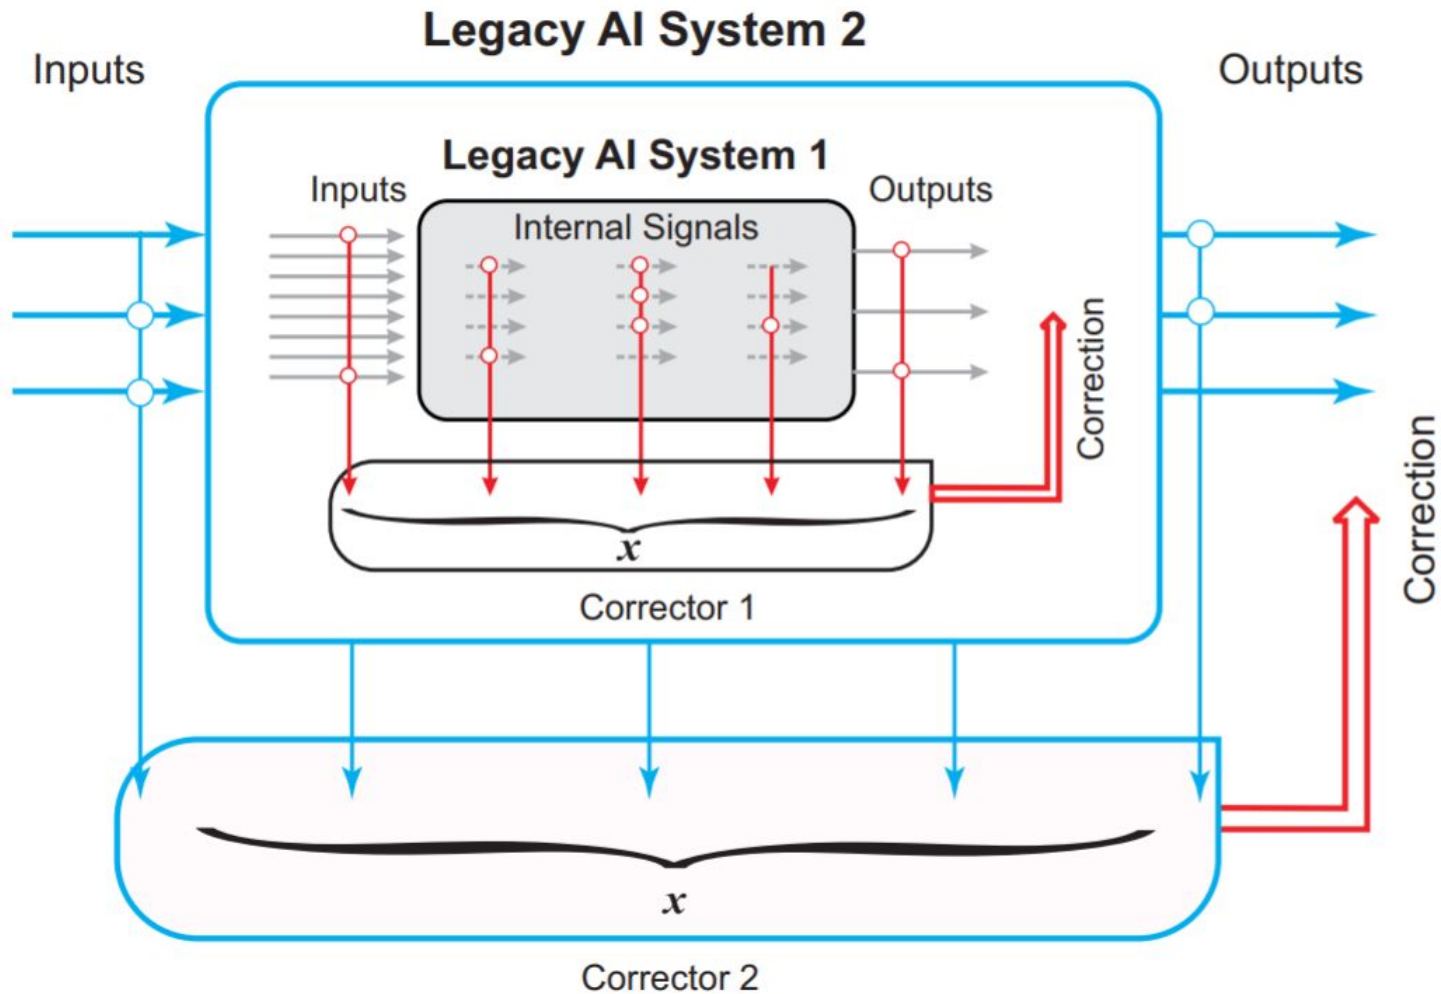 Legacy AI System 2
Inputs
Outputs
Legacy AI System 1
Inputs
Outputs
Internal Signals
Correction
x
Corrector 1
Correction
x
Corrector 2